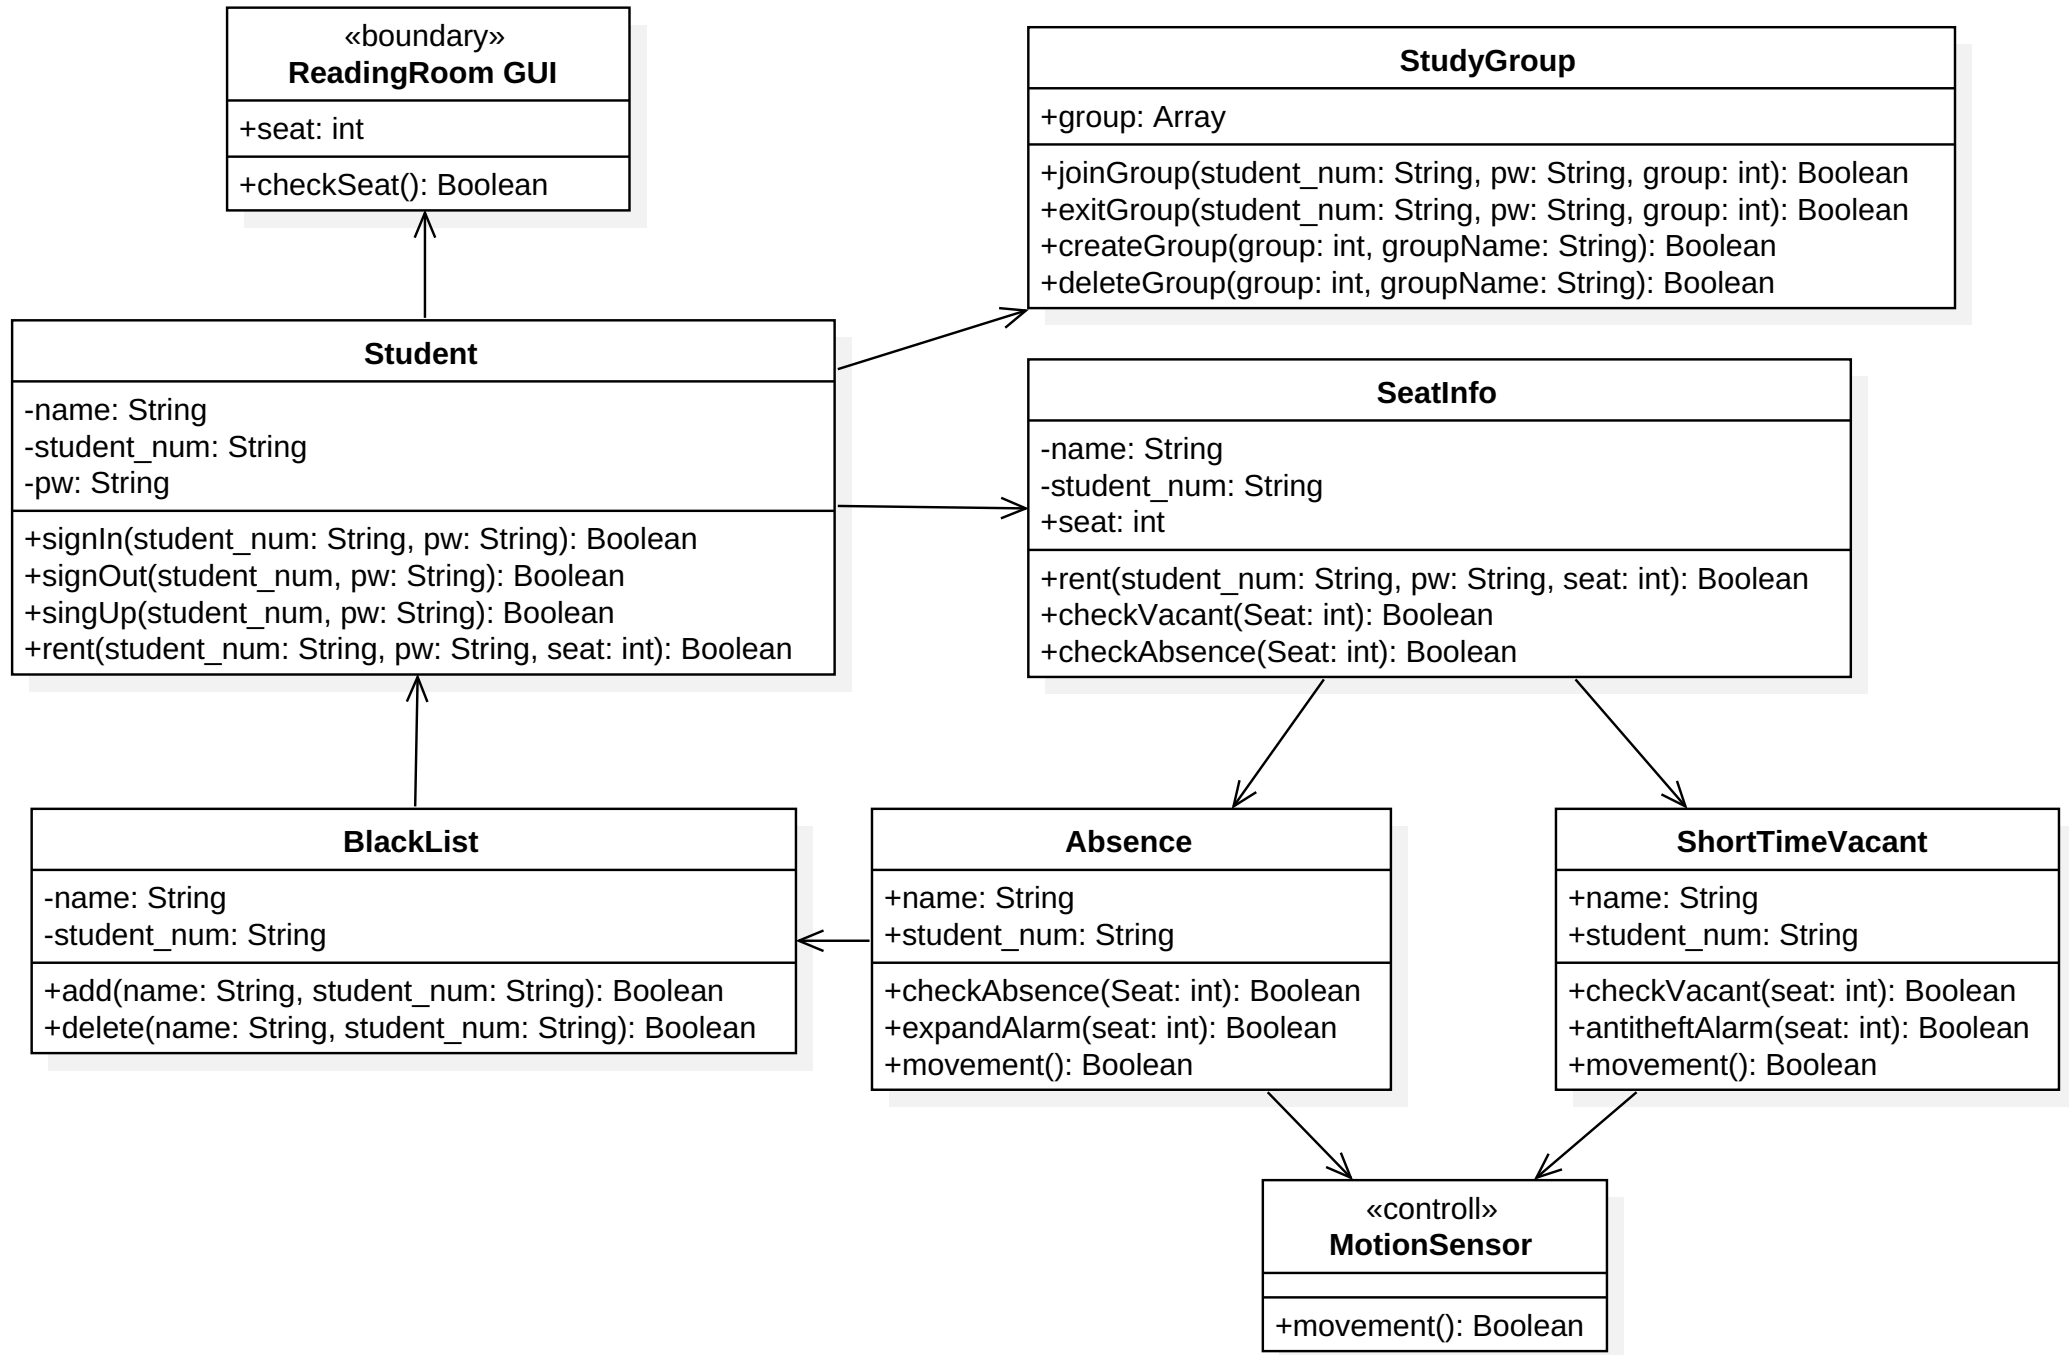 «boundary»
ReadingRoom GUI
+seat: int
+checkSeat(): Boolean
StudyGroup
+group: Array
+joinGroup(student_num: String, pw: String, group: int): Boolean
+exitGroup(student_num: String, pw: String, group: int): Boolean
+createGroup(group: int, groupName: String): Boolean
+deleteGroup(group: int, groupName: String): Boolean
Student
-name: String
-student_num: String
-pw: String
+signIn(student_num: String, pw: String): Boolean
+signOut(student_num, pw: String): Boolean
+singUp(student_num, pw: String): Boolean
+rent(student_num: String, pw: String, seat: int): Boolean
SeatInfo
-name: String
-student_num: String
+seat: int
+rent(student_num: String, pw: String, seat: int): Boolean
+checkVacant(Seat: int): Boolean
+checkAbsence(Seat: int): Boolean
BlackList
-name: String
-student_num: String
+add(name: String, student_num: String): Boolean
+delete(name: String, student_num: String): Boolean
Absence
+name: String
+student_num: String
+checkAbsence(Seat: int): Boolean
+expandAlarm(seat: int): Boolean
+movement(): Boolean
ShortTimeVacant
+name: String
+student_num: String
+checkVacant(seat: int): Boolean
+antitheftAlarm(seat: int): Boolean
+movement(): Boolean
«controll»
MotionSensor
+movement(): Boolean